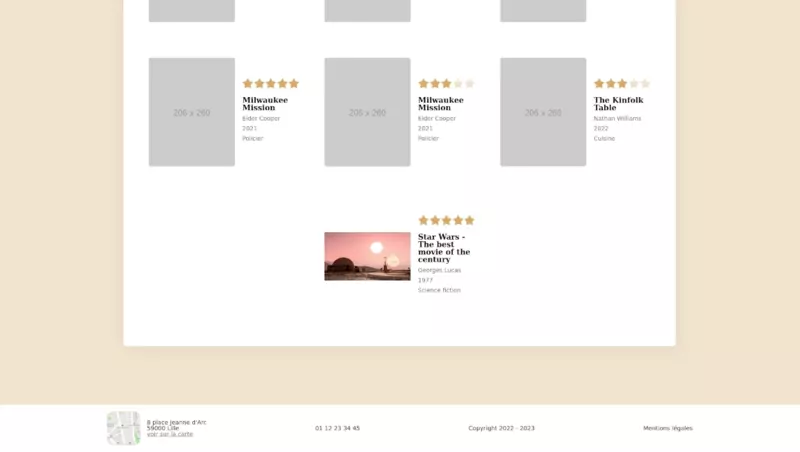 206 x 260
Milwaukee
Mission
Elder Cooper
2021
Policier
206 x 260
Milwaukee
Mission
Elder Cooper
2021
Policier
206 x 260
The Kinfolk
Table
Nathan Williams
2022
Cuisine
Star Wars -
The best
movie of the
century
Georges Lucas
1977
Science fiction
8 place Jeanne d'Arc
59000 Lille
voir sur la carte
01 12 23 34 45
Copyright 2022 - 2023
Mentions légales